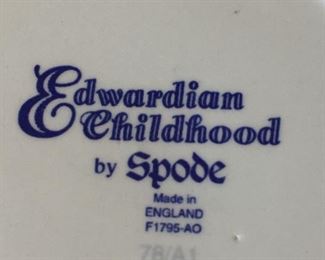 Edwardian
Childhood
by Spode
Made in
ENGLAND
F1795-AO
78/A1